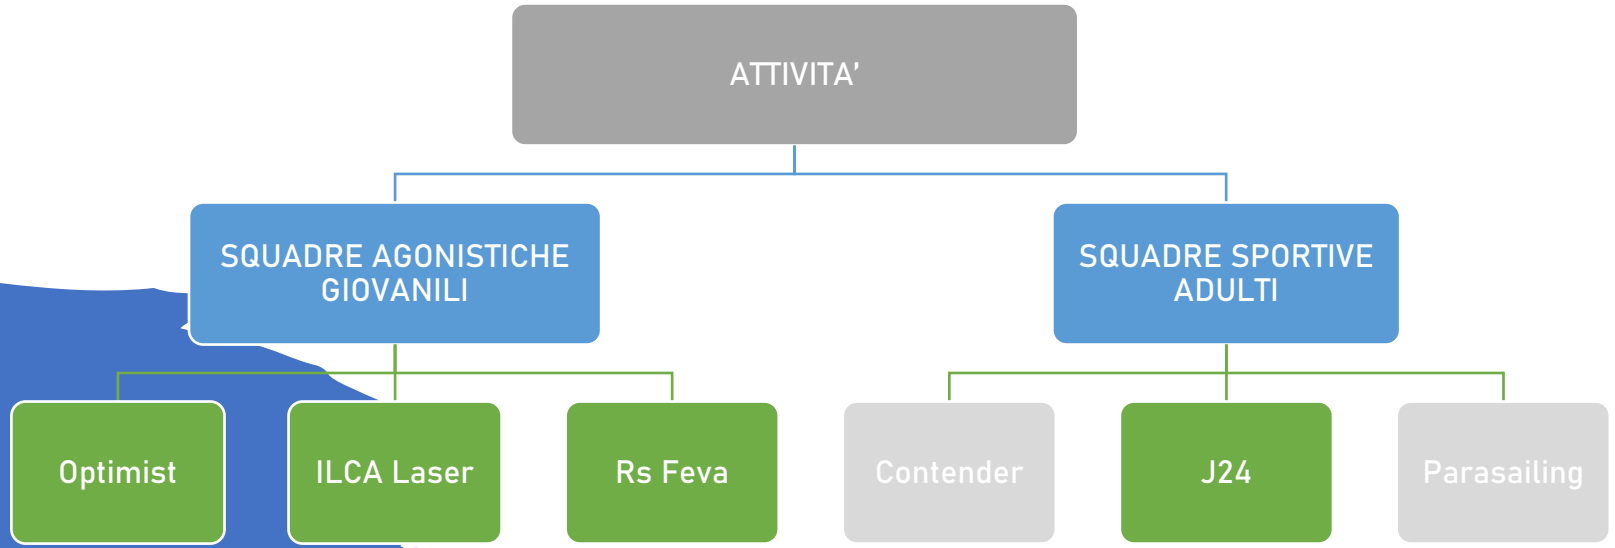 ATTIVITA’
SQUADRE AGONISTICHE
GIOVANILI
SQUADRE SPORTIVE
ADULTI
Optimist
ILCA Laser
Rs Feva
Contender
J24
Parasailing